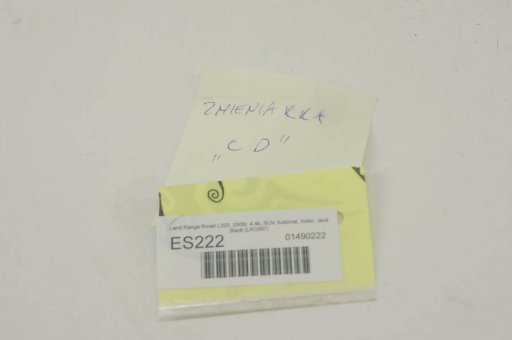 ZMIENIARKA
„CD"
Land Range Rover L322, 2006r, 4.4b, SUV, Automat, Kolor: Java
Black (LRC697)
ES222
01490222